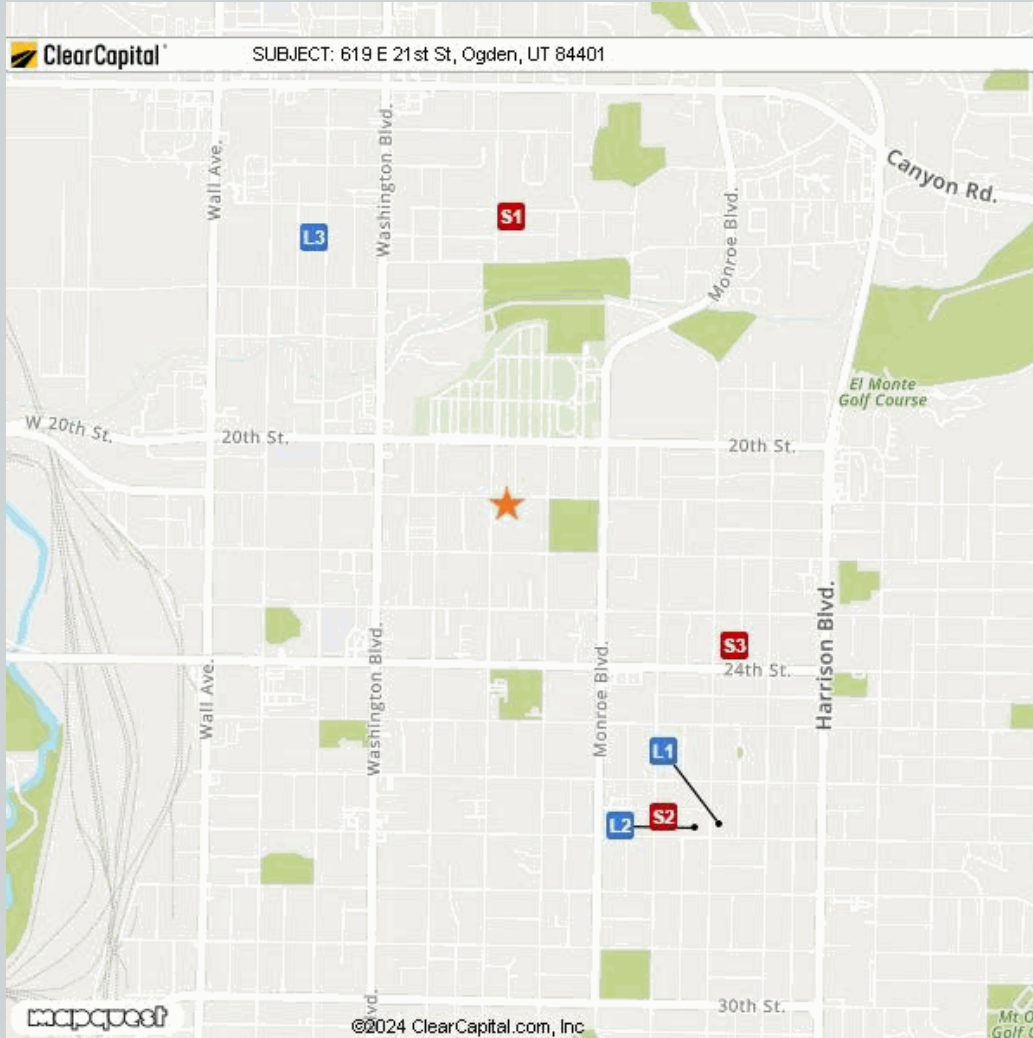 ClearCapital
SUBJECT: 619 E 21st St, Ogden, UT 84401
Wall Ave.
Washington Blvd.
Monroe Blvd.
Canyon Rd.
S1
L3
El Monte
Golf Course
W 20th St.
20th St.
20th St.
Harrison Blvd.
S3
24th St.
Wall Ave.
Washington Blvd.
Monroe Blvd.
L1
L2
S2
30th St.
mapquest
©2024 ClearCapital.com, Inc